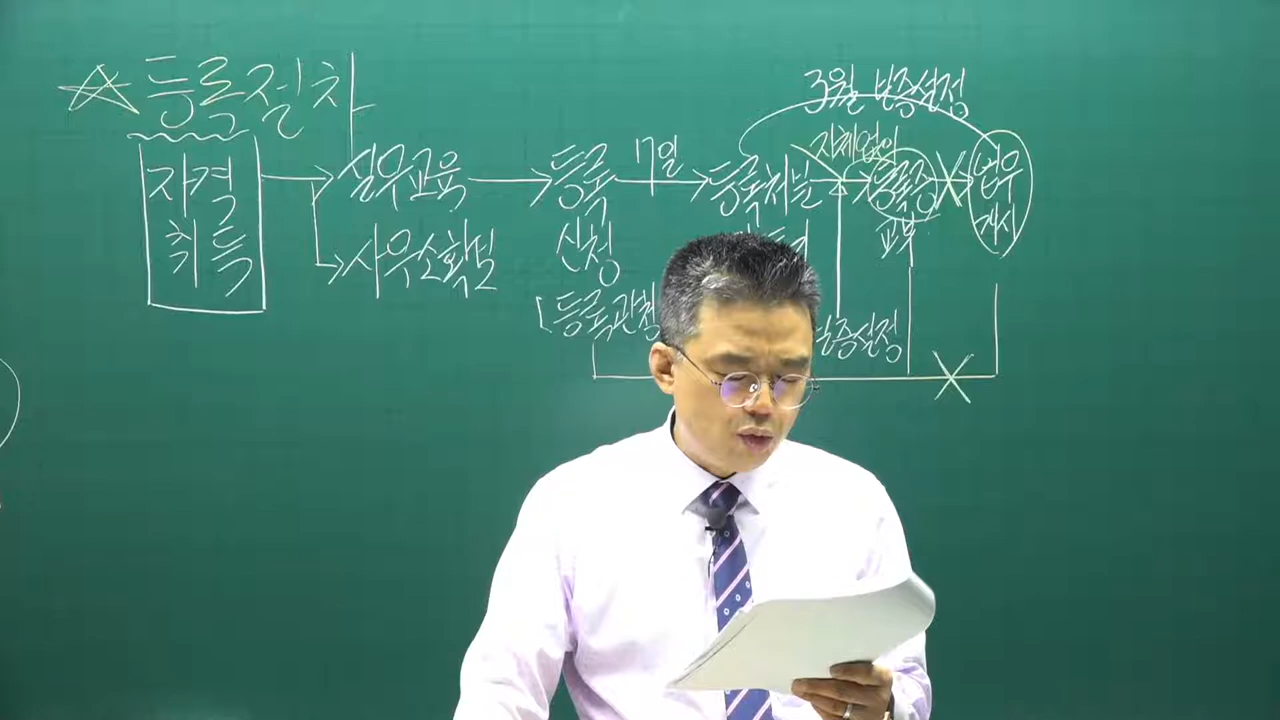 등록절차
3월 보증설정
지체없이
자격
취득
실무교육
사무소확보
등록
신청
[등록관청
7일
등록처분
등록증
교부
업무
개시
보증설정